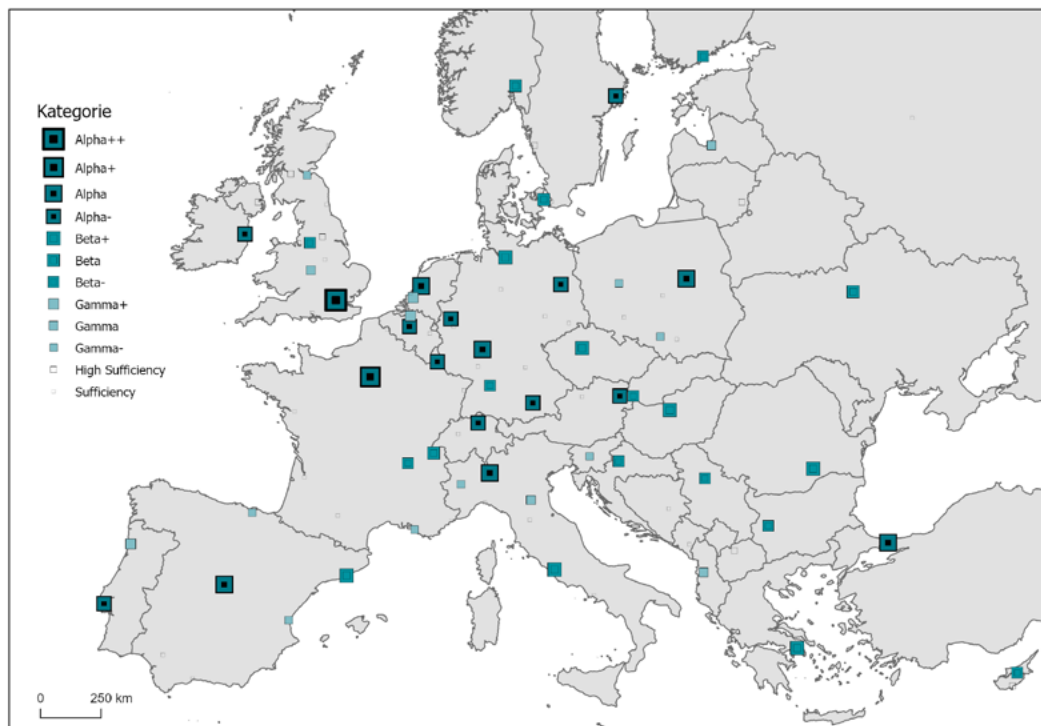 Kategorie
Alpha++
Alpha+
Alpha
Alpha-
Beta+
Beta
Beta-
Gamma+
Gamma
Gamma-
High Sufficiency
Sufficiency
0 250 km